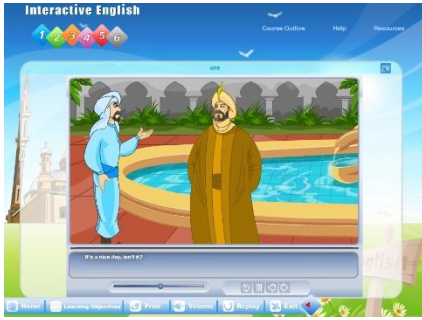 Interactive English
1 2 3 4 5 6
Course Outline Help Resources
ore
It's a nice day, isn't it?
Home Learning Objectives Print Volume Replay Exit